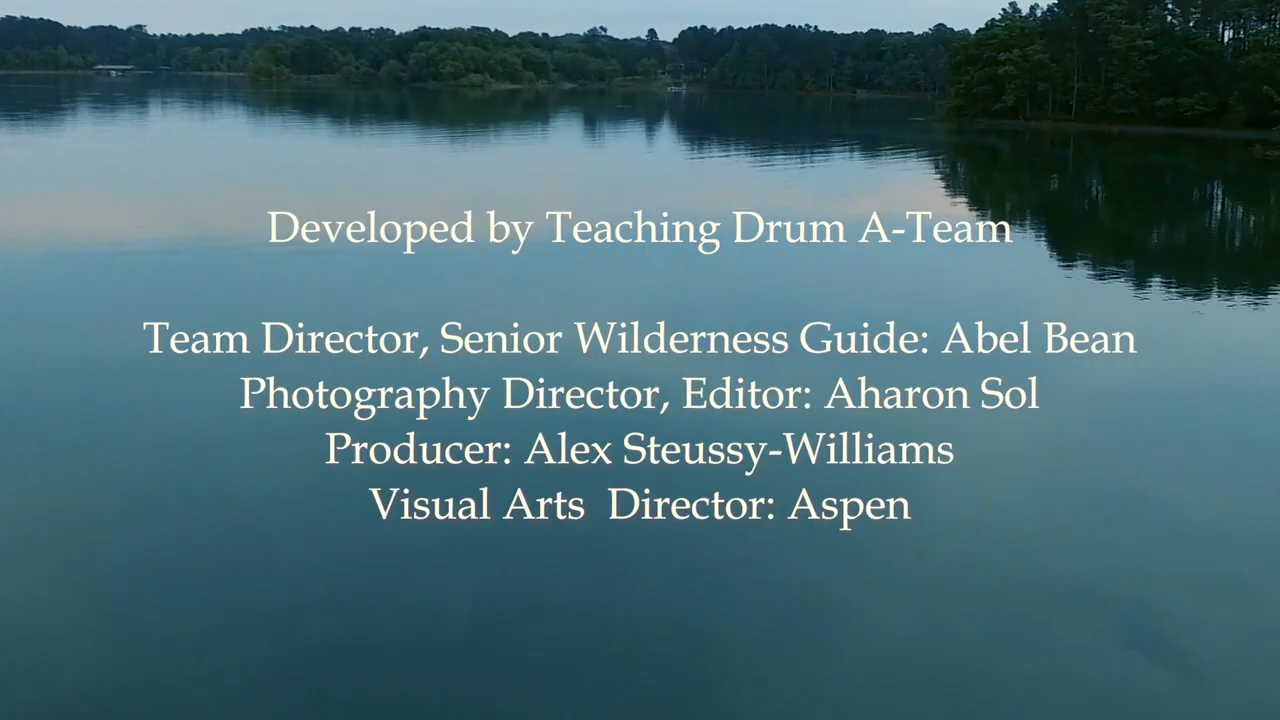 Developed by Teaching Drum A-Team
Team Director, Senior Wilderness Guide: Abel Bean
Photography Director, Editor: Aharon Sol
Producer: Alex Steussy-Williams
Visual Arts  Director: Aspen